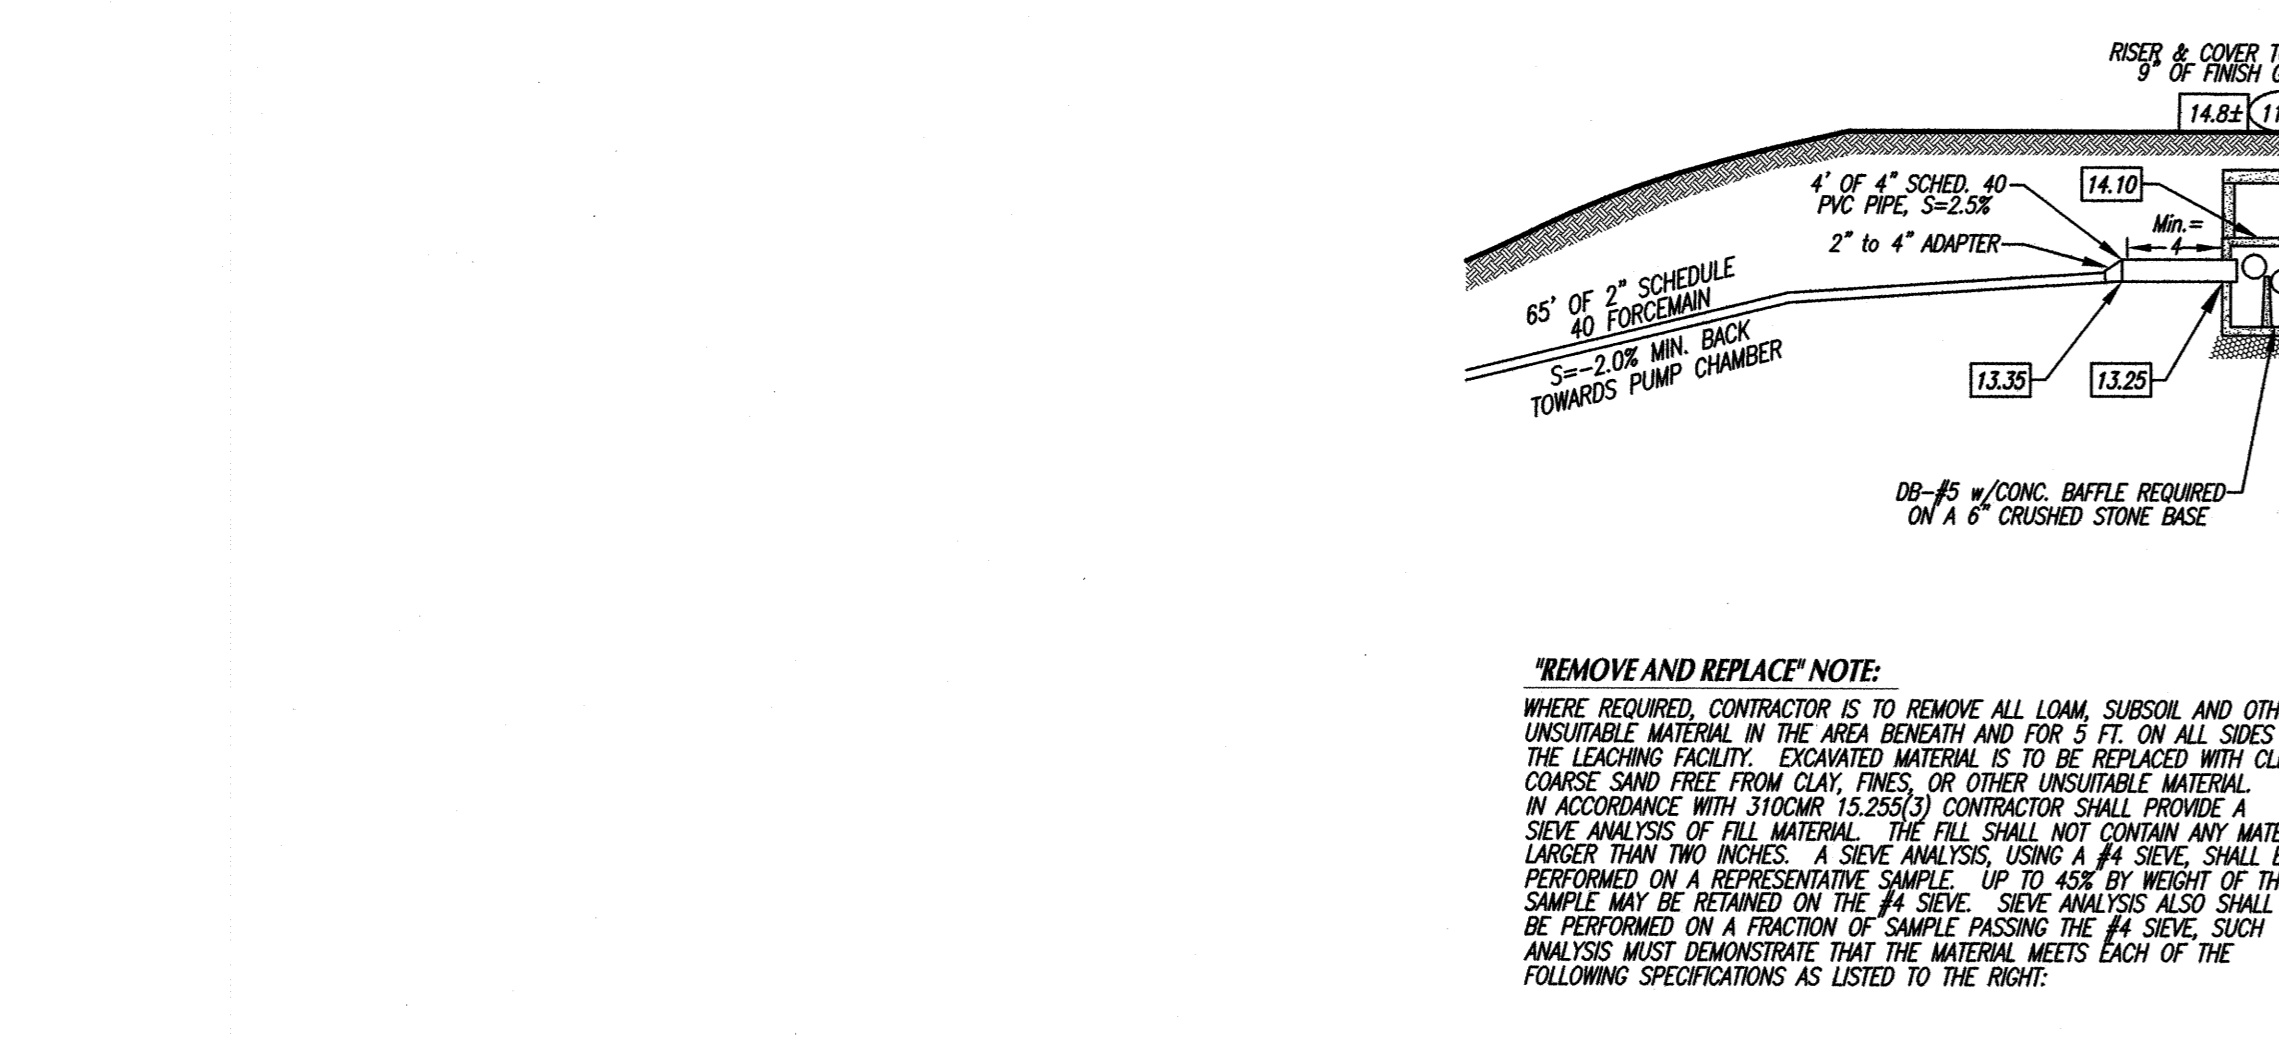 RISER & COVER
9" OF FINISH
14.8±
4' OF 4" SCHED. 40
PVC PIPE, S=2.5%
14.10
Min.=
4
2" to 4" ADAPTER
65' OF 2" SCHEDULE
40 FORCEMAIN
S=-2.0% MIN. BACK
TOWARDS PUMP CHAMBER
13.35
13.25
DB-#5 w/CONC. BAFFLE REQUIRED
ON A 6" CRUSHED STONE BASE
"REMOVE AND REPLACE" NOTE:
WHERE REQUIRED, CONTRACTOR IS TO REMOVE ALL LOAM, SUBSOIL AND
UNSUITABLE MATERIAL IN THE AREA BENEATH AND FOR 5 FT. ON ALL SIDES
THE LEACHING FACILITY. EXCAVATED MATERIAL IS TO BE REPLACED WITH
COARSE SAND FREE FROM CLAY, FINES, OR OTHER UNSUITABLE MATERIAL.
IN ACCORDANCE WITH 310CMR 15.255(3) CONTRACTOR SHALL PROVIDE A
SIEVE ANALYSIS OF FILL MATERIAL. THE FILL SHALL NOT CONTAIN ANY
LARGER THAN TWO INCHES. A SIEVE ANALYSIS, USING A #4 SIEVE, SHALL
PERFORMED ON A REPRESENTATIVE SAMPLE. UP TO 45% BY WEIGHT OF
SAMPLE MAY BE RETAINED ON THE #4 SIEVE. SIEVE ANALYSIS ALSO SHALL
BE PERFORMED ON A FRACTION OF SAMPLE PASSING THE #4 SIEVE, SUCH
ANALYSIS MUST DEMONSTRATE THAT THE MATERIAL MEETS EACH OF THE
FOLLOWING SPECIFICATIONS AS LISTED TO THE RIGHT: